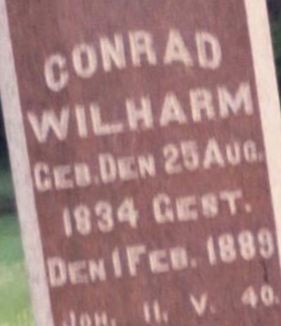 CONRAD
WILHARM
GEB. DEN 25 AUG.
1834 GEST.
DEN 1 FEB. 1889
JOH. 11, V. 40.